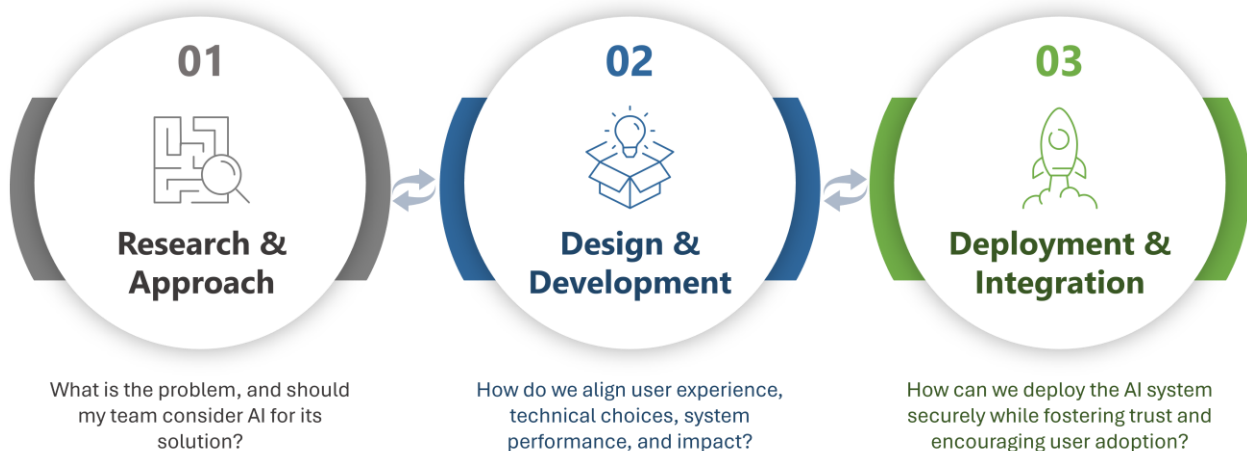 01
Research &
Approach
What is the problem, and should
my team consider AI for its
solution?
02
Design &
Development
How do we align user experience,
technical choices, system
performance, and impact?
03
Deployment &
Integration
How can we deploy the AI system
securely while fostering trust and
encouraging user adoption?